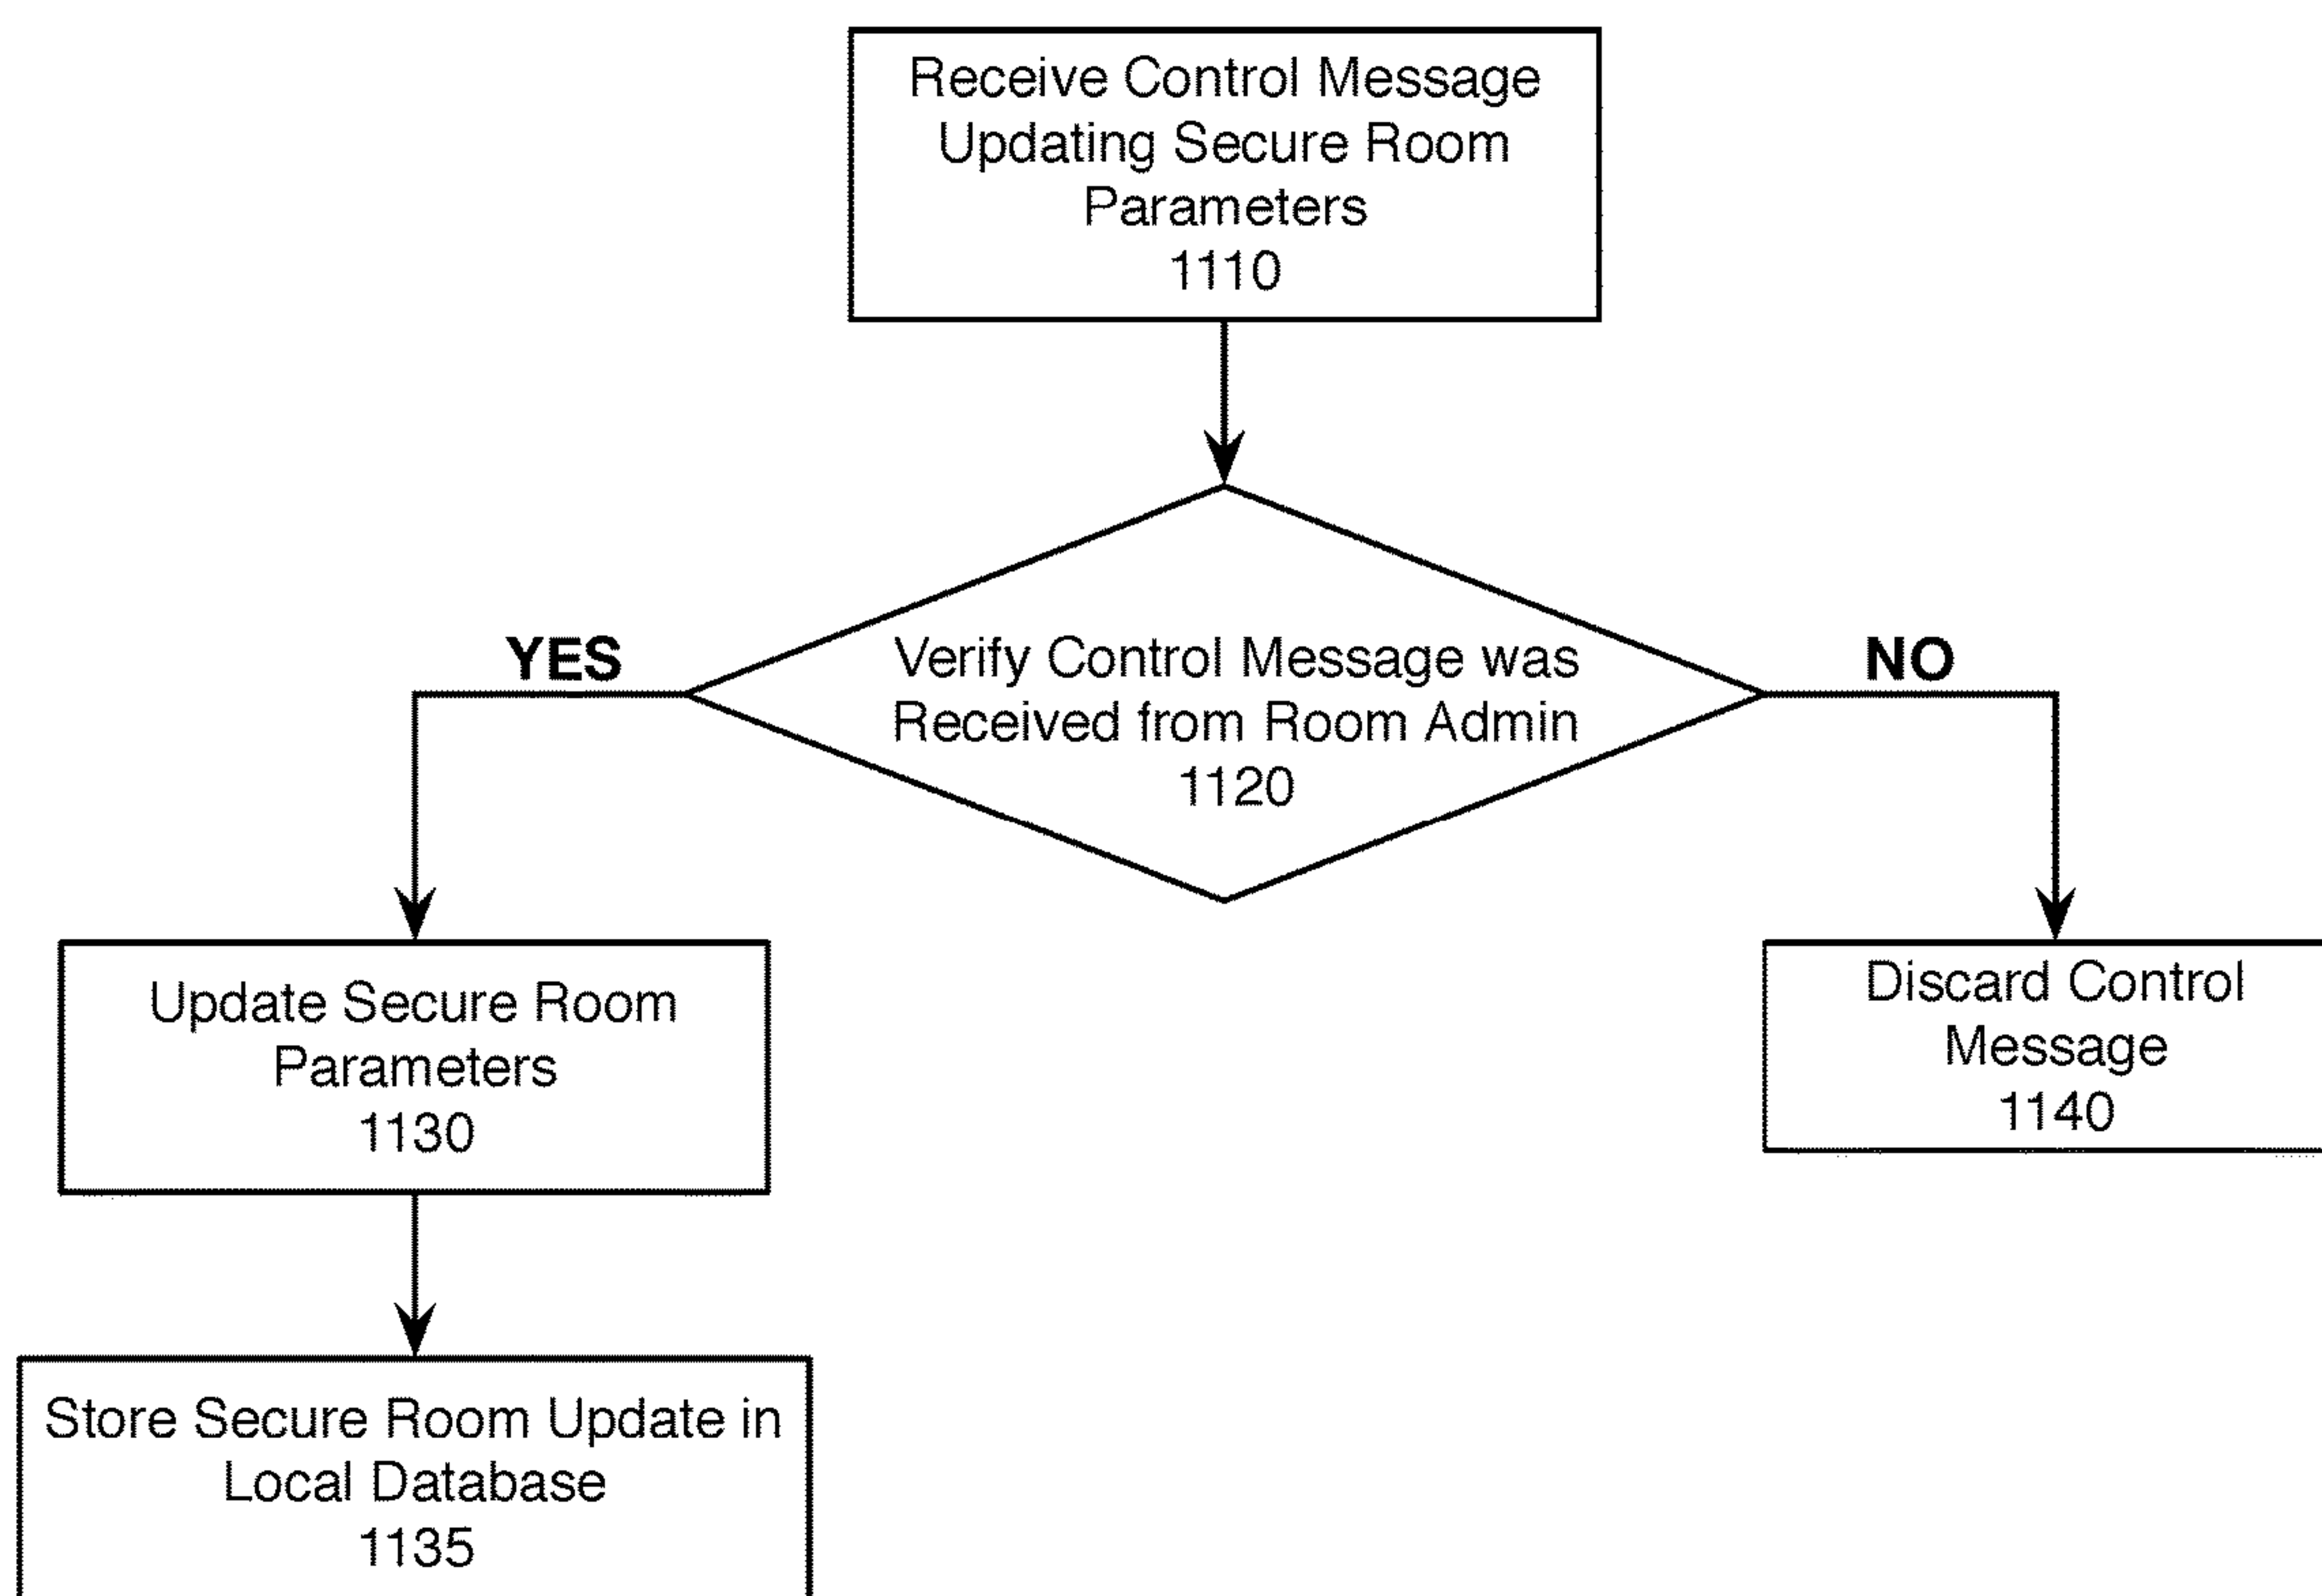 Receive Control Message
Updating Secure Room
Parameters
1110
YES
Verify Control Message was
Received from Room Admin
1120
NO
Update Secure Room
Parameters
1130
Discard Control
Message
1140
Store Secure Room Update in
Local Database
1135